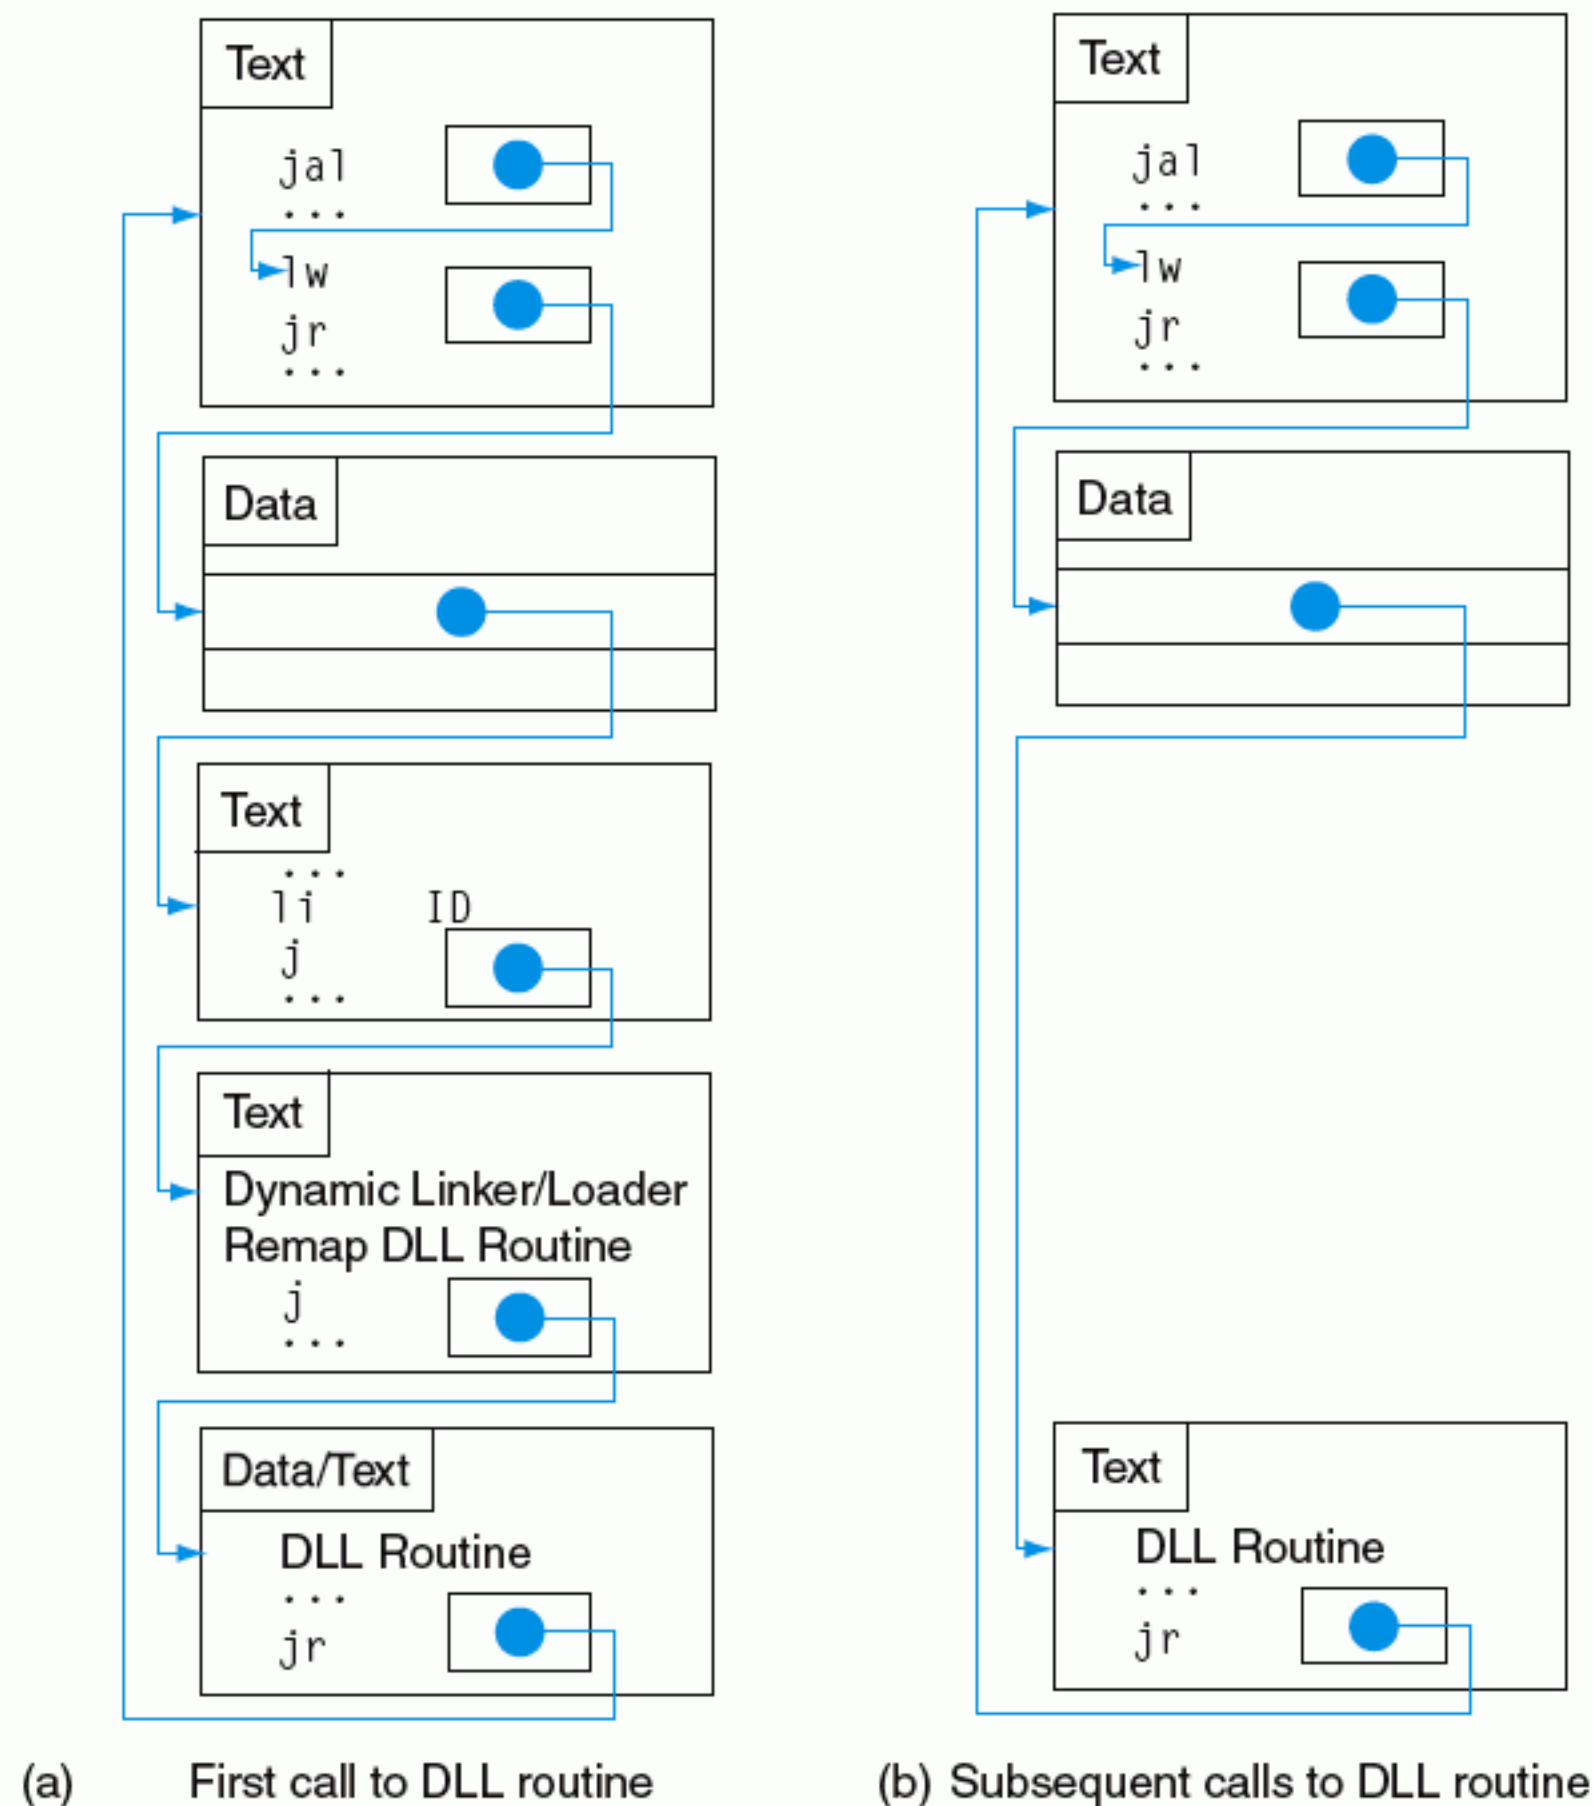 Text
jal
...
lw
jr
...
Data
Text
...
li ID
j
...
Text
Dynamic Linker/Loader
Remap DLL Routine
j
...
Data/Text
DLL Routine
...
jr
(a) First call to DLL routine
Text
jal
...
lw
jr
...
Data
Text
DLL Routine
...
jr
(b) Subsequent calls to DLL routine